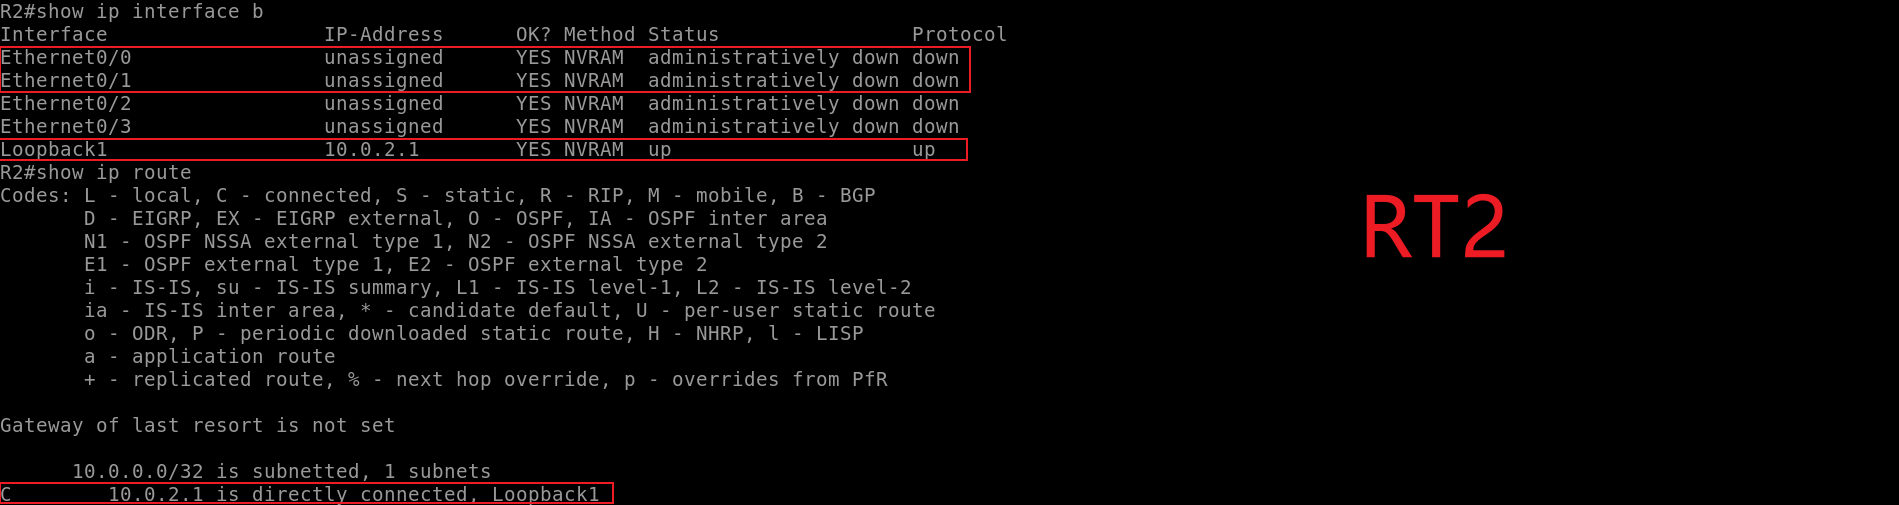 R2#show ip interface b
Interface                  IP-Address      OK? Method Status                Protocol
Ethernet0/0                unassigned      YES NVRAM  administratively down down
Ethernet0/1                unassigned      YES NVRAM  administratively down down
Ethernet0/2                unassigned      YES NVRAM  administratively down down
Ethernet0/3                unassigned      YES NVRAM  administratively down down
Loopback1                  10.0.2.1        YES NVRAM  up                    up
R2#show ip route
Codes: L - local, C - connected, S - static, R - RIP, M - mobile, B - BGP
       D - EIGRP, EX - EIGRP external, O - OSPF, IA - OSPF inter area
       N1 - OSPF NSSA external type 1, N2 - OSPF NSSA external type 2
       E1 - OSPF external type 1, E2 - OSPF external type 2
       i - IS-IS, su - IS-IS summary, L1 - IS-IS level-1, L2 - IS-IS level-2
       ia - IS-IS inter area, * - candidate default, U - per-user static route
       o - ODR, P - periodic downloaded static route, H - NHRP, l - LISP
       a - application route
       + - replicated route, % - next hop override, p - overrides from PfR
Gateway of last resort is not set
      10.0.0.0/32 is subnetted, 1 subnets
C        10.0.2.1 is directly connected, Loopback1
RT2